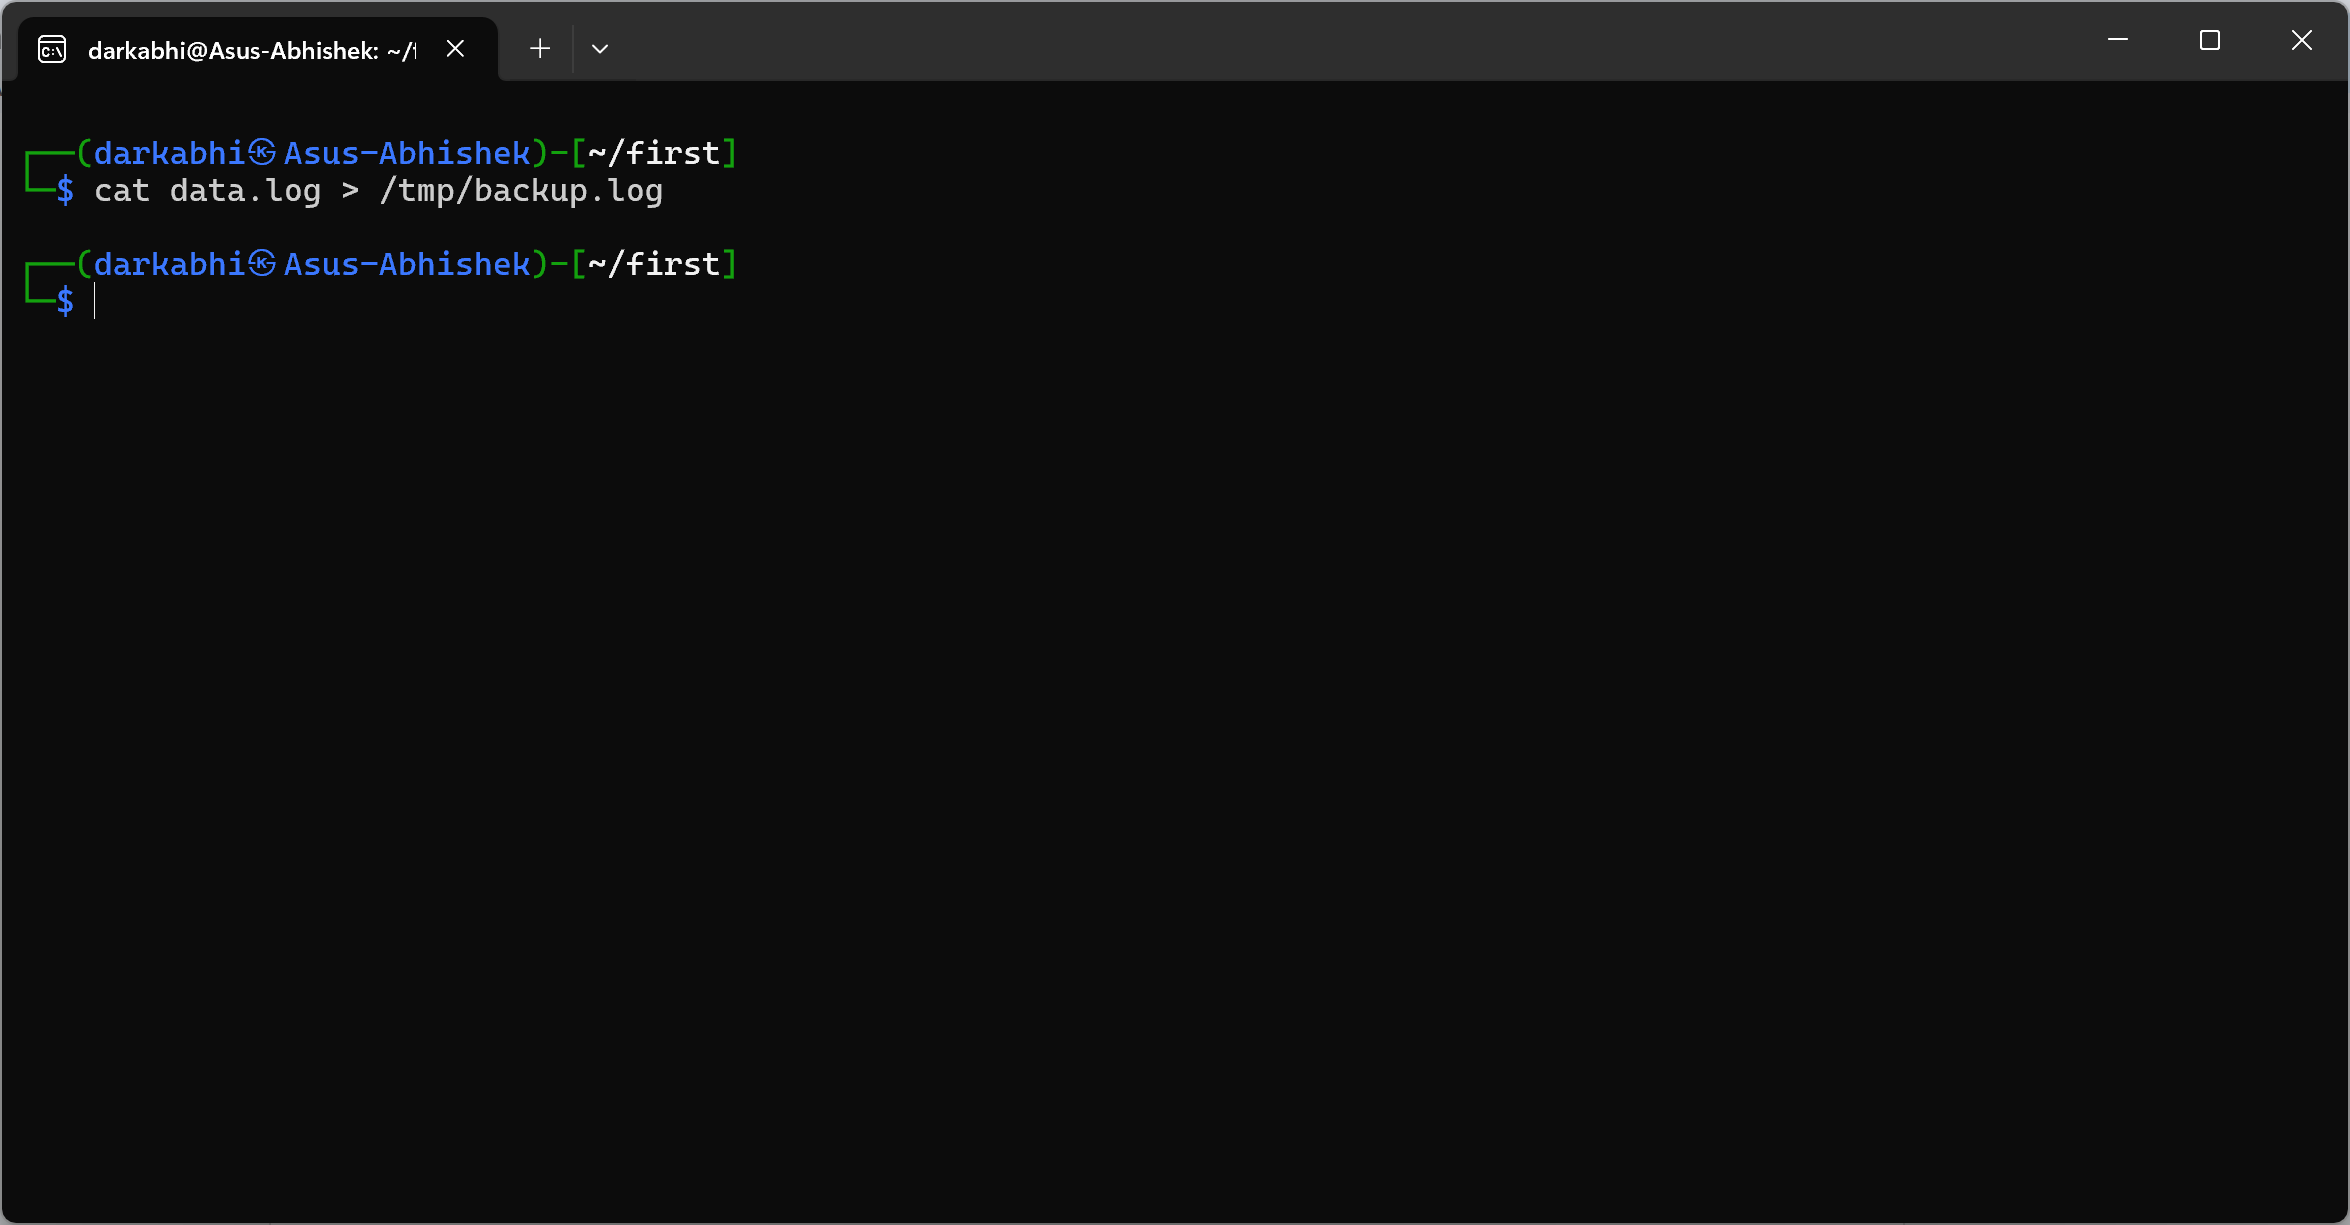 darkabhi@Asus-Abhishek: ~/f
┌──(darkabhi㉿Asus-Abhishek)-[~/first]
└─$ cat data.log > /tmp/backup.log
┌──(darkabhi㉿Asus-Abhishek)-[~/first]
└─$